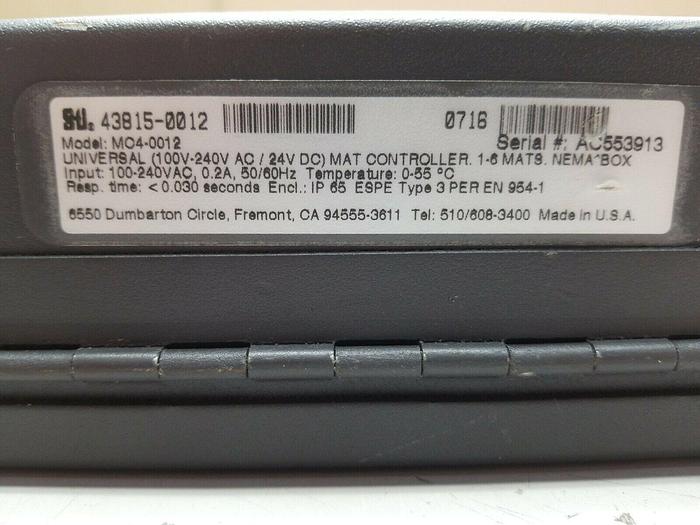 STI. 43815-0012 0716
Model: MC4-0012 Serial #: AC553913
UNIVERSAL (100V-240V AC / 24V DC) MAT CONTROLLER. 1-6 MATS. NEMA BOX
Input: 100-240VAC, 0.2A, 50/60Hz Temperature: 0-55 °C
Resp. time: < 0.030 seconds Encl.: IP 65 ESPE Type 3 PER EN 954-1
6550 Dumbarton Circle, Fremont, CA 94555-3611 Tel: 510/608-3400 Made in U.S.A.